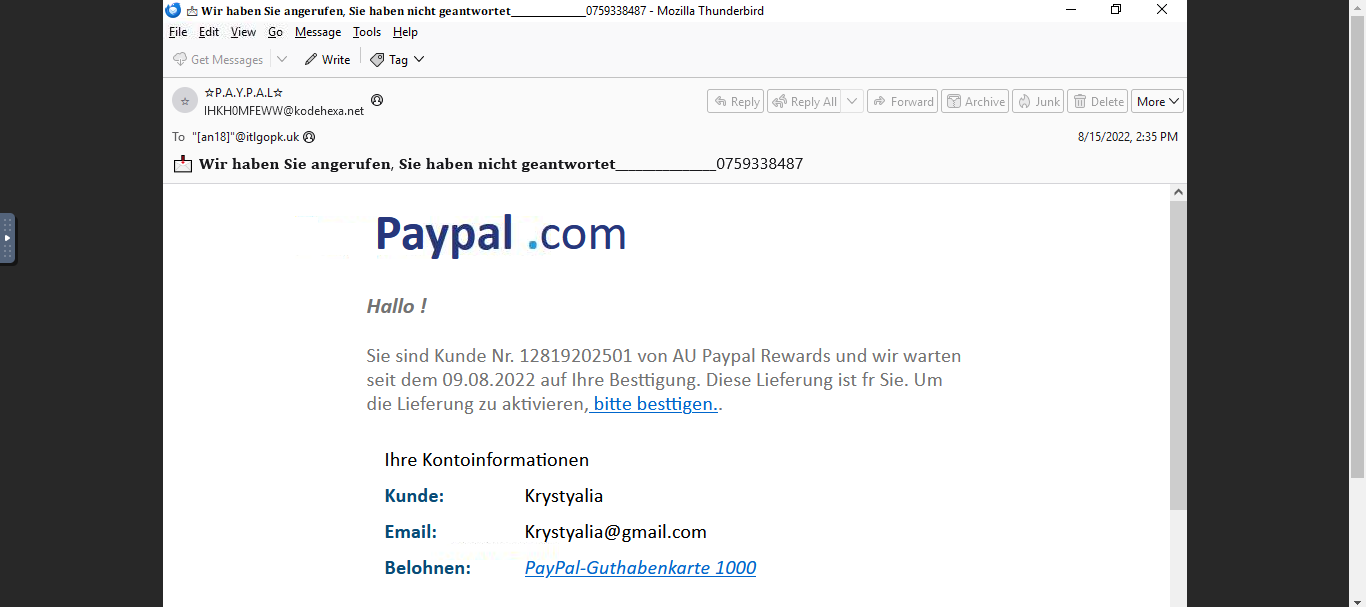 Wir haben Sie angerufen, Sie haben nicht geantwortet______________0759338487 - Mozilla Thunderbird
File Edit View Go Message Tools Help
Get Messages Write Tag
☆P.A.Y.P.A.L☆
IHKH0MFEWW@kodehexa.net
Reply Reply All Forward Archive Junk Delete More
To "[an18]"@itlgopk.uk
8/15/2022, 2:35 PM
Wir haben Sie angerufen, Sie haben nicht geantwortet______________0759338487
Paypal .com
Hallo !
Sie sind Kunde Nr. 12819202501 von AU Paypal Rewards und wir warten
seit dem 09.08.2022 auf Ihre Besttigung. Diese Lieferung ist fr Sie. Um
die Lieferung zu aktivieren, bitte besttigen..
Ihre Kontoinformationen
Kunde: Krystyalia
Email: Krystyalia@gmail.com
Belohnen: PayPal-Guthabenkarte 1000